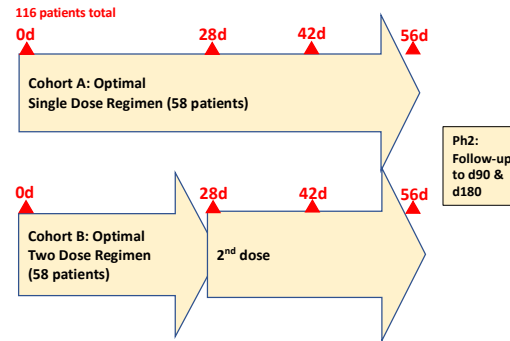 116 patients total
0d 28d 42d 56d
Cohort A: Optimal
Single Dose Regimen (58 patients)
Ph2:
Follow-up
to d90 &
d180
0d 28d 42d 56d
Cohort B: Optimal
Two Dose Regimen
(58 patients)
2nd dose